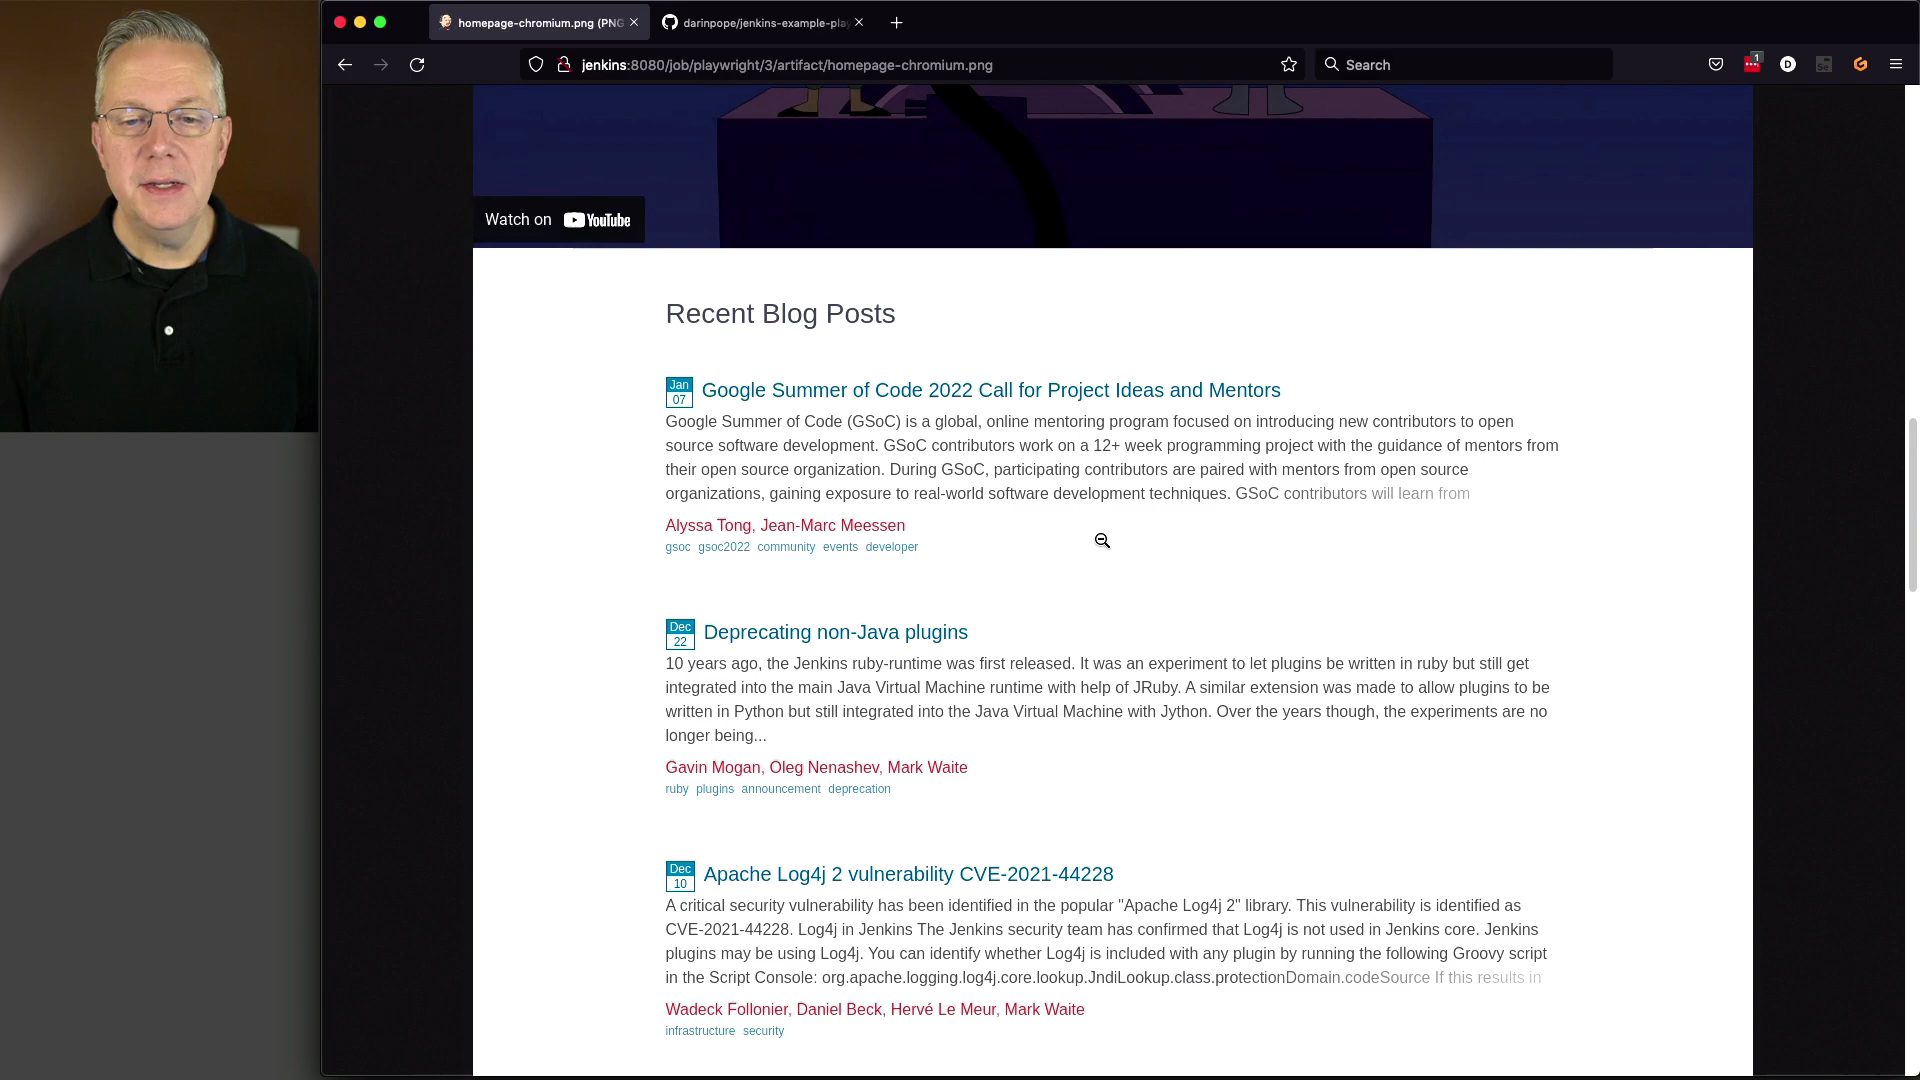 homepage-chromium.png (PNG
darinpope/jenkins-example-play
jenkins:8080/job/playwright/3/artifact/homepage-chromium.png
Search
1
D
Watch on YouTube
Recent Blog Posts
Jan
07
Google Summer of Code 2022 Call for Project Ideas and Mentors
Google Summer of Code (GSoC) is a global, online mentoring program focused on introducing new contributors to open
source software development. GSoC contributors work on a 12+ week programming project with the guidance of mentors from
their open source organization. During GSoC, participating contributors are paired with mentors from open source
organizations, gaining exposure to real-world software development techniques. GSoC contributors will learn from
Alyssa Tong, Jean-Marc Meessen
gsoc gsoc2022 community events developer
Dec
22
Deprecating non-Java plugins
10 years ago, the Jenkins ruby-runtime was first released. It was an experiment to let plugins be written in ruby but still get
integrated into the main Java Virtual Machine runtime with help of JRuby. A similar extension was made to allow plugins to be
written in Python but still integrated into the Java Virtual Machine with Jython. Over the years though, the experiments are no
longer being...
Gavin Mogan, Oleg Nenashev, Mark Waite
ruby plugins announcement deprecation
Dec
10
Apache Log4j 2 vulnerability CVE-2021-44228
A critical security vulnerability has been identified in the popular "Apache Log4j 2" library. This vulnerability is identified as
CVE-2021-44228. Log4j in Jenkins The Jenkins security team has confirmed that Log4j is not used in Jenkins core. Jenkins
plugins may be using Log4j. You can identify whether Log4j is included with any plugin by running the following Groovy script
in the Script Console: org.apache.logging.log4j.core.lookup.JndiLookup.class.protectionDomain.codeSource If this results in
Wadeck Follonier, Daniel Beck, Hervé Le Meur, Mark Waite
infrastructure security